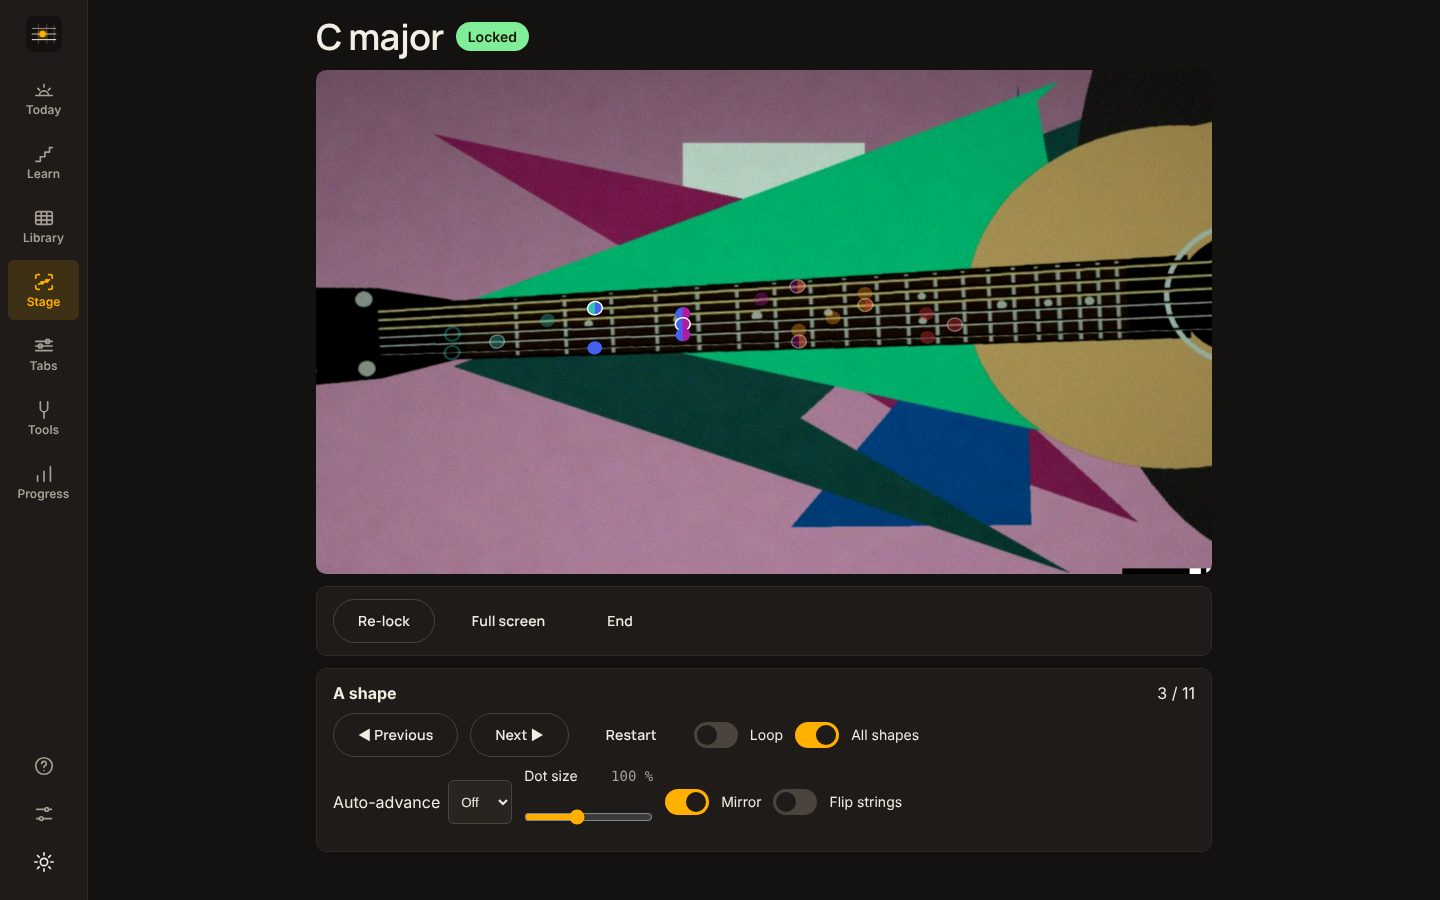 C major
Locked
Today
Learn
Library
Stage
Tabs
Tools
Progress
Re-lock
Full screen
End
A shape
3 / 11
◀ Previous
Next ▶
Restart
Loop
All shapes
Auto-advance
Off
Dot size
100 %
Mirror
Flip strings